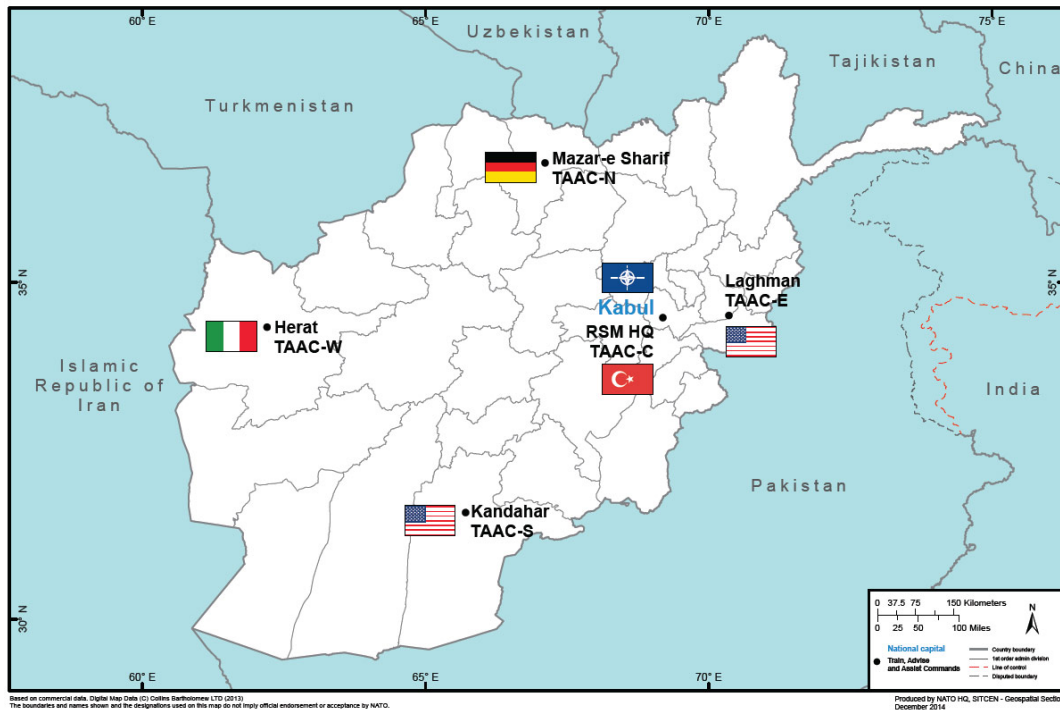 60° E
65° E
70° E
75° E
Uzbekistan
Tajikistan
China
Turkmenistan
Mazar-e Sharif
TAAC-N
35° N
35° N
Kabul
RSM HQ
TAAC-C
Laghman
TAAC-E
Herat
TAAC-W
Islamic
Republic of
Iran
India
Pakistan
Kandahar
TAAC-S
30° N
0 37.5 75 150 Kilometers
0 25 50 100 Miles
N
National capital
Train, Advise
and Assist Commands
Country boundary
1st order admin division
Line of control
Disputed boundary
60° E
65° E
70° E
Based on commercial data. Digital Map Data (C) Collins Bartholomew LTD (2013)
The boundaries and names shown and the designations used on this map do not imply official endorsement or acceptance by NATO.
Produced by NATO HQ, SITCEN - Geospatial Sectio
December 2014